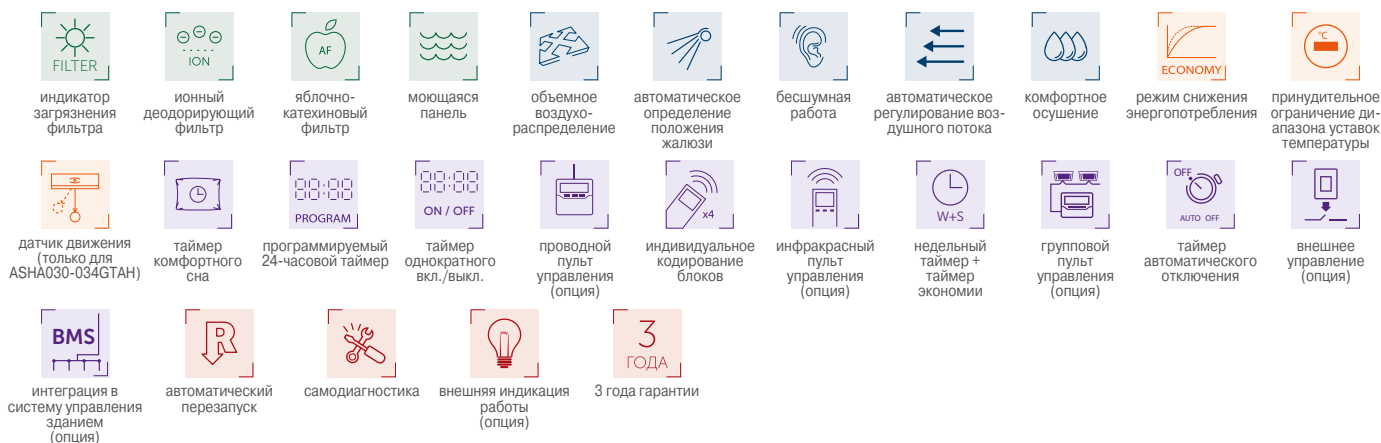 FILTER
индикатор
загрязнения
фильтра
ION
ионный
деодорирующий
фильтр
AF
яблочно-
катехиновый
фильтр
моющаяся
панель
объемное
воздухо-
распределение
автоматическое
определение
положения
жалюзи
бесшумная
работа
автоматическое
регулирование воз-
душного потока
комфортное
осушение
ECONOMY
режим снижения
энергопотребления
°C
принудительное
ограничение ди-
апазона уставок
температуры
датчик движения
(только для
ASHA030-034GTAH)
таймер
комфортного
сна
88:88
PROGRAM
программируемый
24-часовой таймер
88:88
ON / OFF
таймер
однократного
вкл./выкл.
проводной
пульт
управления
(опция)
x4
индивидуальное
кодирование
блоков
инфракрасный
пульт
управления
(опция)
W+S
недельный
таймер +
таймер
экономии
групповой
пульт
управления
(опция)
OFF
AUTO OFF
таймер
автоматического
отключения
внешнее
управление
(опция)
BMS
интеграция в
систему управления
зданием
(опция)
R
автоматический
перезапуск
самодиагностика
внешняя индикация
работы
(опция)
3
ГОДА
3 года гарантии